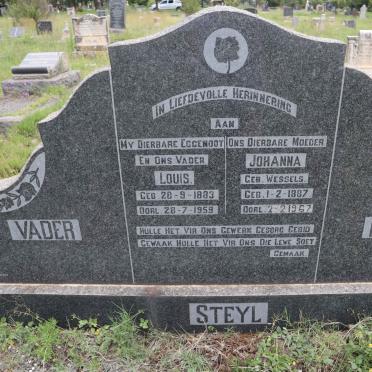 In Liefdevolle Herinnering
Aan
My Dierbare Eggenoot
En Ons Vader
Louis
Geb 28-9-1883
Oorl 28-7-1959
Ons Dierbare Moeder
Johanna
Geb. Wessels
Geb. 1-2-1887
Oorl 2-2-1967
Hulle Het Vir Ons Gewerk Gesorg Gebid
Gewaak Hulle Het Vir Ons Die Lewe Soet
Gemaak
Vader
Steyl